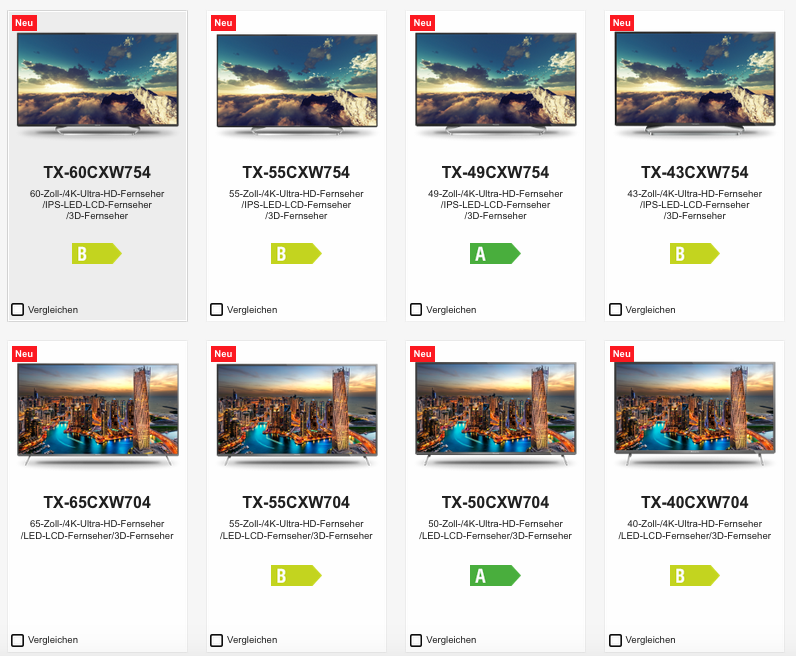 Neu
TX-60CXW754
60-Zoll-/4K-Ultra-HD-Fernseher
/IPS-LED-LCD-Fernseher
/3D-Fernseher
B
Vergleichen
Neu
TX-55CXW754
55-Zoll-/4K-Ultra-HD-Fernseher
/IPS-LED-LCD-Fernseher
/3D-Fernseher
B
Vergleichen
Neu
TX-49CXW754
49-Zoll-/4K-Ultra-HD-Fernseher
/IPS-LED-LCD-Fernseher
/3D-Fernseher
A
Vergleichen
Neu
TX-43CXW754
43-Zoll-/4K-Ultra-HD-Fernseher
/IPS-LED-LCD-Fernseher
/3D-Fernseher
B
Vergleichen
Neu
TX-65CXW704
65-Zoll-/4K-Ultra-HD-Fernseher
/LED-LCD-Fernseher/3D-Fernseher
Vergleichen
Neu
TX-55CXW704
55-Zoll-/4K-Ultra-HD-Fernseher
/LED-LCD-Fernseher/3D-Fernseher
B
Vergleichen
Neu
TX-50CXW704
50-Zoll-/4K-Ultra-HD-Fernseher
/LED-LCD-Fernseher/3D-Fernseher
A
Vergleichen
Neu
TX-40CXW704
40-Zoll-/4K-Ultra-HD-Fernseher
/LED-LCD-Fernseher/3D-Fernseher
B
Vergleichen